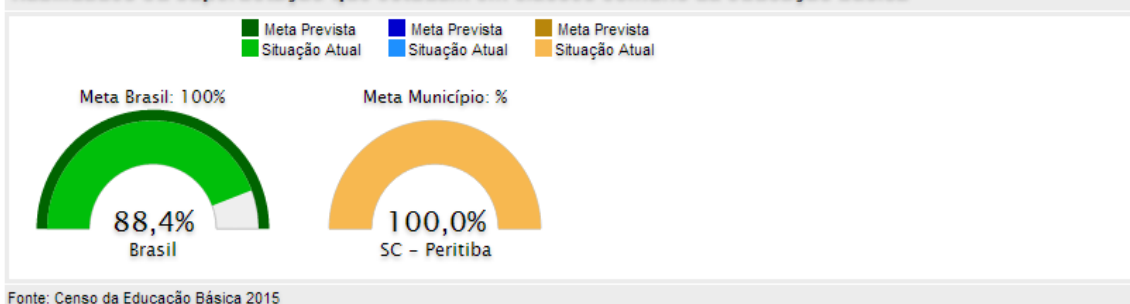 Meta Prevista Meta Prevista Meta Prevista
Situação Atual Situação Atual Situação Atual
Meta Brasil: 100% Meta Município: %
88,4% 100,0%
Brasil SC – Peritiba
Fonte: Censo da Educação Básica 2015